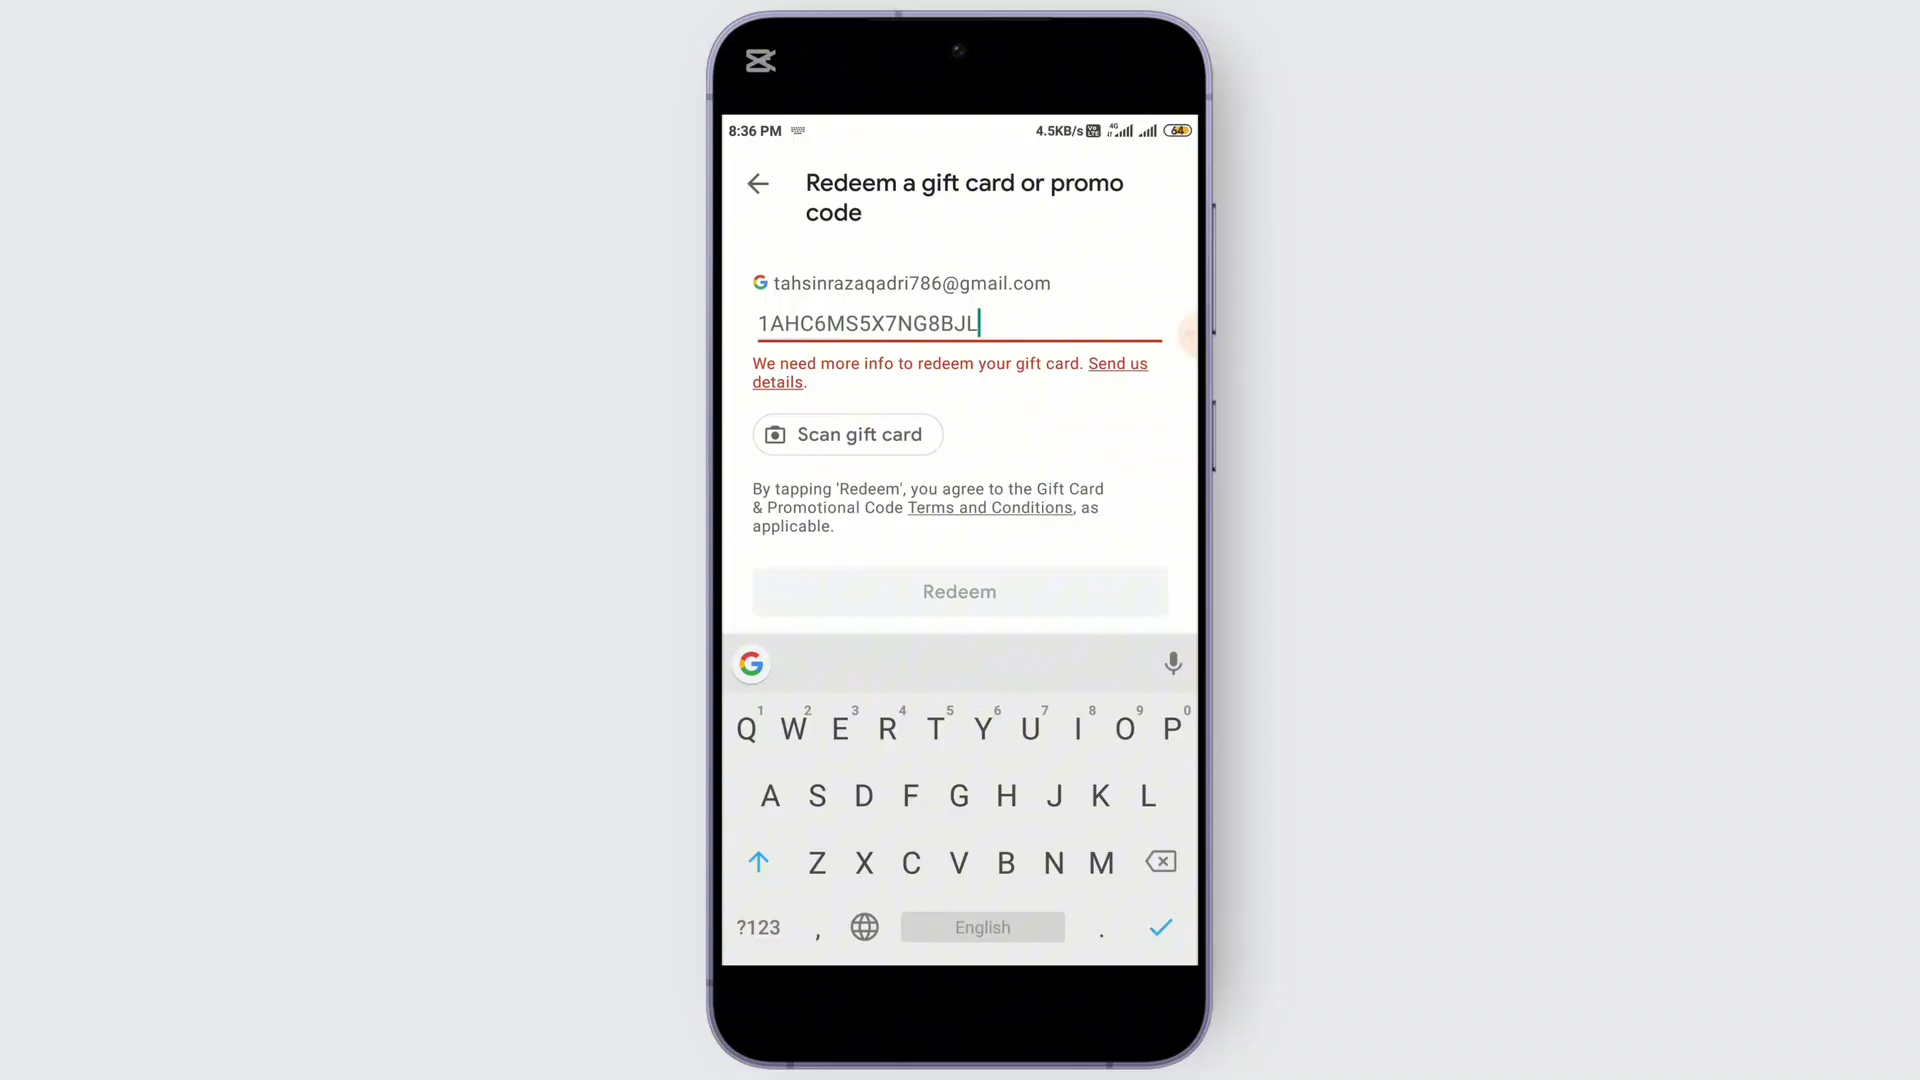 8:36 PM 4.5KB/s Vo LTE 4G 64
Redeem a gift card or promo
code
tahsinrazaqadri786@gmail.com
1AHC6MS5X7NG8BJL
We need more info to redeem your gift card. Send us
details.
Scan gift card
By tapping 'Redeem', you agree to the Gift Card
& Promotional Code Terms and Conditions, as
applicable.
Redeem
G
1 2 3 4 5 6 7 8 9 0
Q W E R T Y U I O P
A S D F G H J K L
Z X C V B N M
?123 , English .